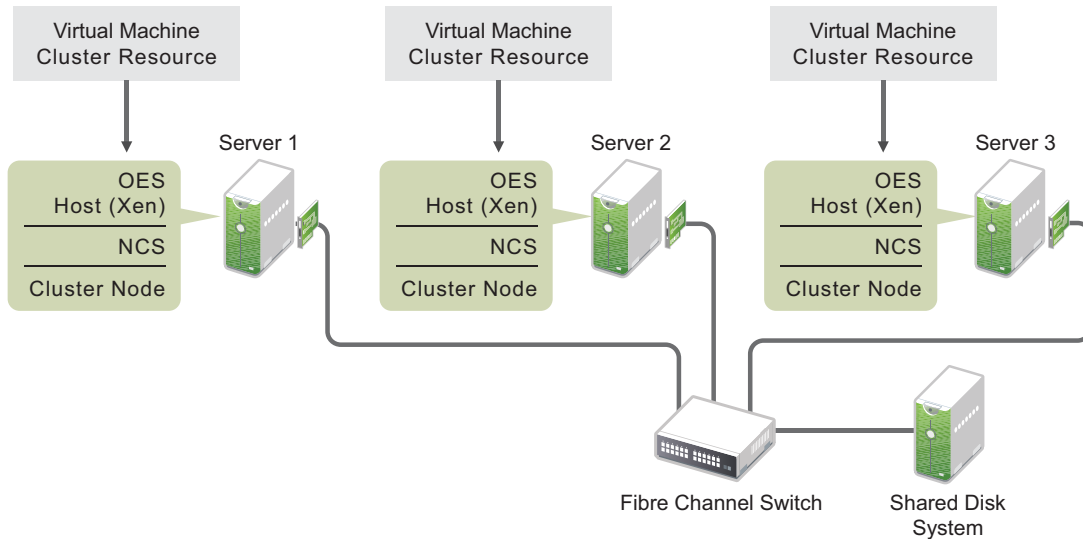 Virtual Machine
Cluster Resource
Virtual Machine
Cluster Resource
Virtual Machine
Cluster Resource
Server 1
OES
Host (Xen)
NCS
Cluster Node
Server 2
OES
Host (Xen)
NCS
Cluster Node
Server 3
OES
Host (Xen)
NCS
Cluster Node
Fibre Channel Switch
Shared Disk
System